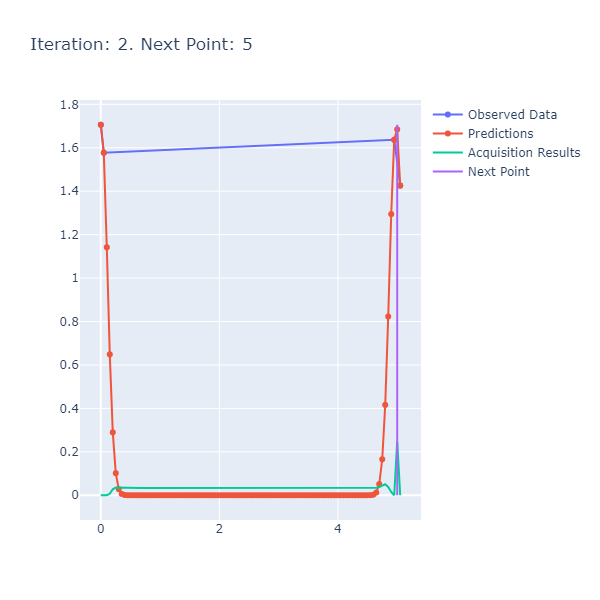 Iteration: 2. Next Point: 5
1.8
1.6
1.4
1.2
1
0.8
0.6
0.4
0.2
0
0
2
4
Observed Data
Predictions
Acquisition Results
Next Point